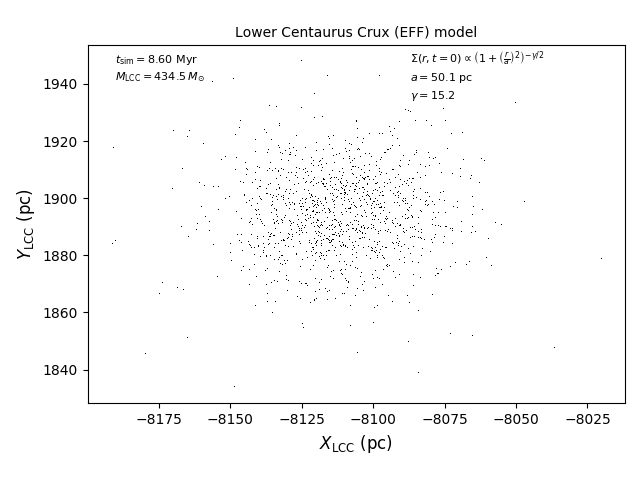 Lower Centaurus Crux (EFF) model
t_sim = 8.60 Myr
M_LCC = 434.5 M_⊙
Σ(r, t = 0) ∝ (1 + (r/a)^2)^{−γ/2}
a = 50.1 pc
γ = 15.2
1940
1920
1900
1880
1860
1840
Y_LCC (pc)
−8175 −8150 −8125 −8100 −8075 −8050 −8025
X_LCC (pc)